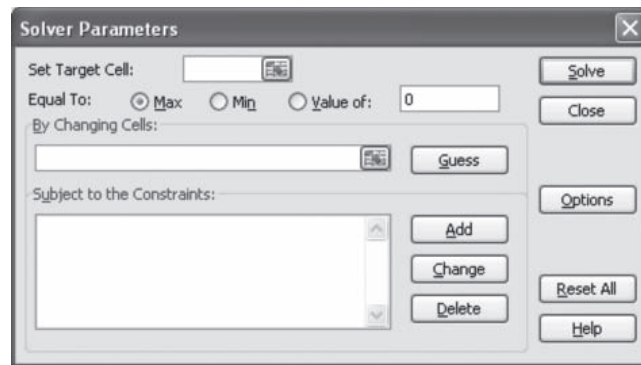 Solver Parameters
Set Target Cell:
Solve
Equal To: Max Min Value of: 0
Close
By Changing Cells:
Guess
Subject to the Constraints:
Options
Add
Change
Reset All
Delete
Help